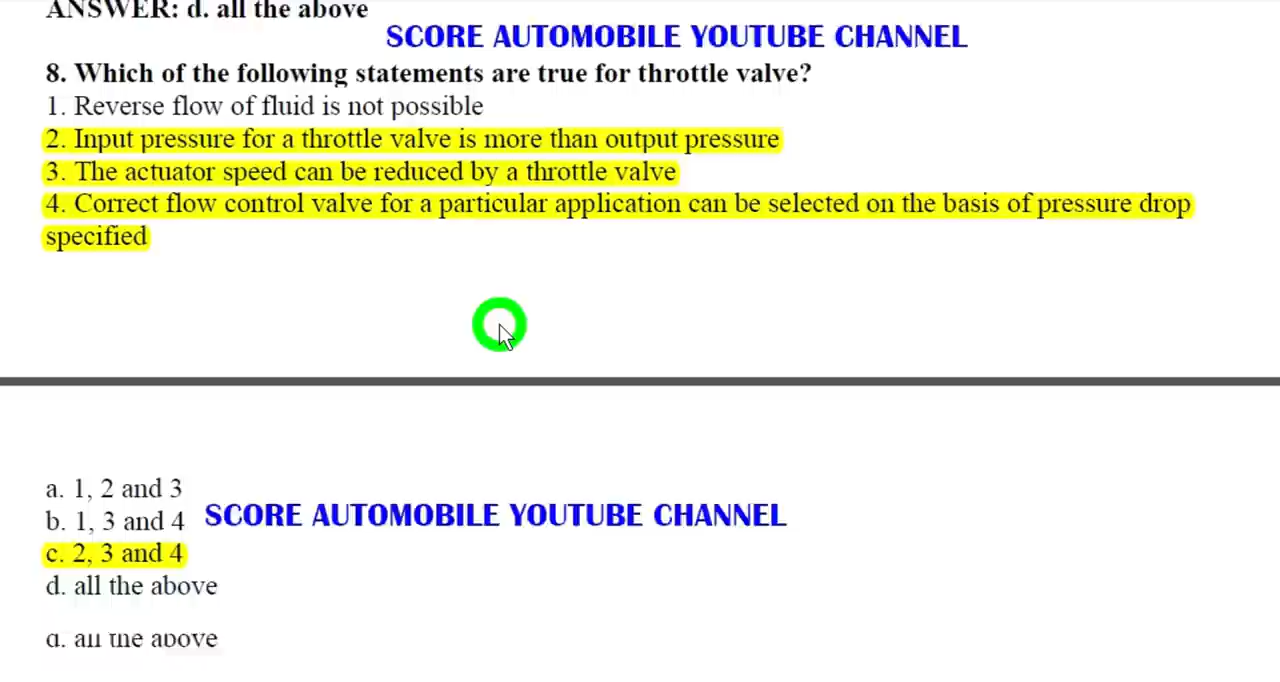 ANSWER: d. all the above
SCORE AUTOMOBILE YOUTUBE CHANNEL
8. Which of the following statements are true for throttle valve?
1. Reverse flow of fluid is not possible
2. Input pressure for a throttle valve is more than output pressure
3. The actuator speed can be reduced by a throttle valve
4. Correct flow control valve for a particular application can be selected on the basis of pressure drop
specified
a. 1, 2 and 3
b. 1, 3 and 4 SCORE AUTOMOBILE YOUTUBE CHANNEL
c. 2, 3 and 4
d. all the above
d. all the above